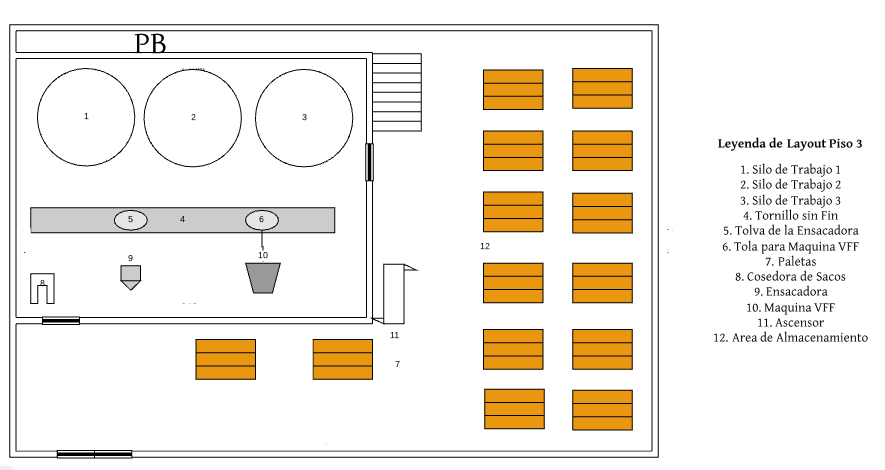 PB
1
2
3
5
4
6
9
10
8
12
11
7
Leyenda de Layout Piso 3
1. Silo de Trabajo 1
2. Silo de Trabajo 2
3. Silo de Trabajo 3
4. Tornillo sin Fin
5. Tolva de la Ensacadora
6. Tola para Maquina VFF
7. Paletas
8. Cosedora de Sacos
9. Ensacadora
10. Maquina VFF
11. Ascensor
12. Area de Almacenamiento